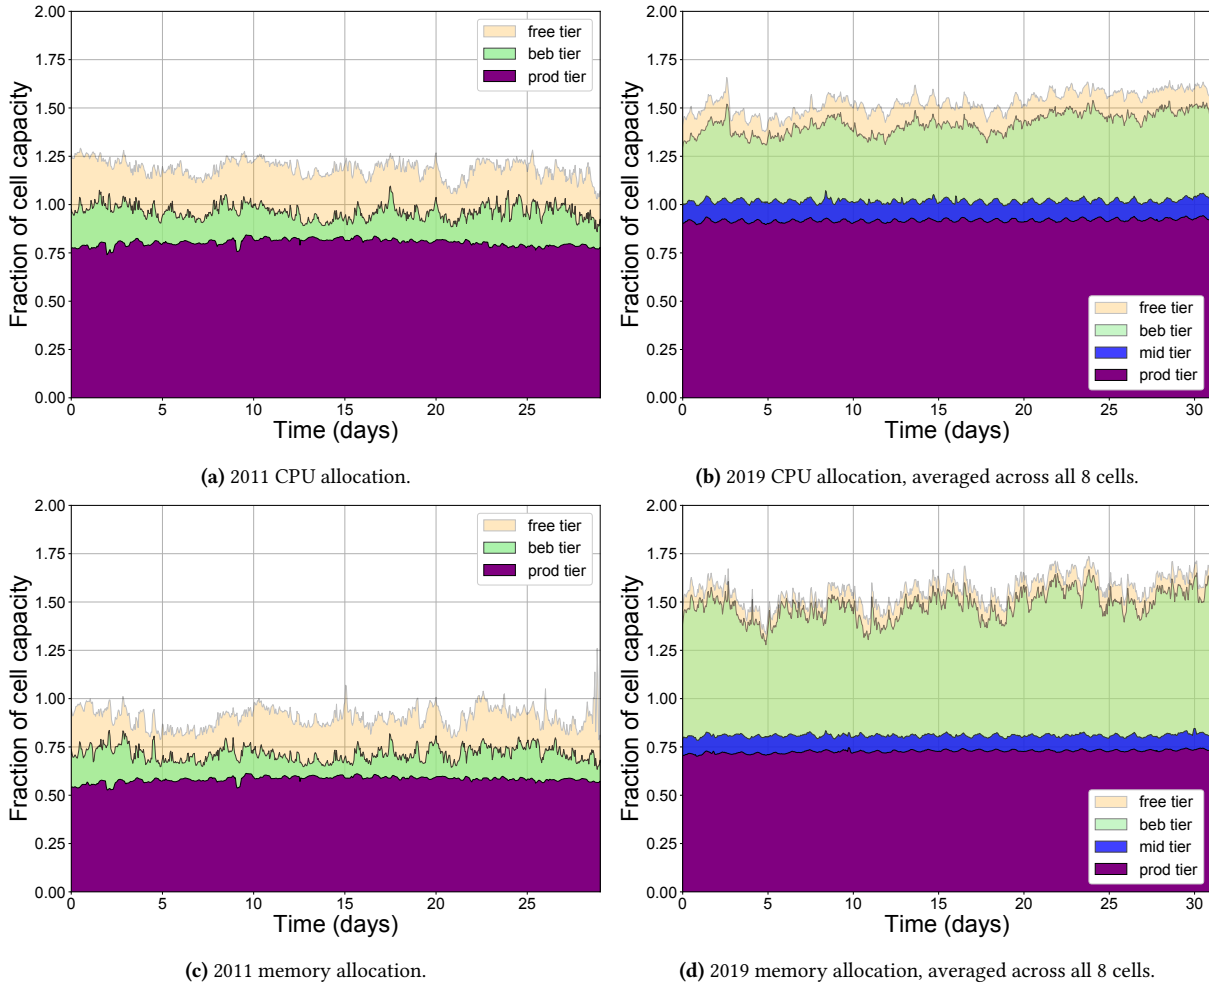 2.00
1.75
1.50
1.25
1.00
0.75
0.50
0.25
0.00
Fraction of cell capacity
free tier
beb tier
prod tier
0 5 10 15 20 25
Time (days)
(a) 2011 CPU allocation.
2.00
1.75
1.50
1.25
1.00
0.75
0.50
0.25
0.00
Fraction of cell capacity
free tier
beb tier
mid tier
prod tier
0 5 10 15 20 25 30
Time (days)
(b) 2019 CPU allocation, averaged across all 8 cells.
2.00
1.75
1.50
1.25
1.00
0.75
0.50
0.25
0.00
Fraction of cell capacity
free tier
beb tier
prod tier
0 5 10 15 20 25
Time (days)
(c) 2011 memory allocation.
2.00
1.75
1.50
1.25
1.00
0.75
0.50
0.25
0.00
Fraction of cell capacity
free tier
beb tier
mid tier
prod tier
0 5 10 15 20 25 30
Time (days)
(d) 2019 memory allocation, averaged across all 8 cells.